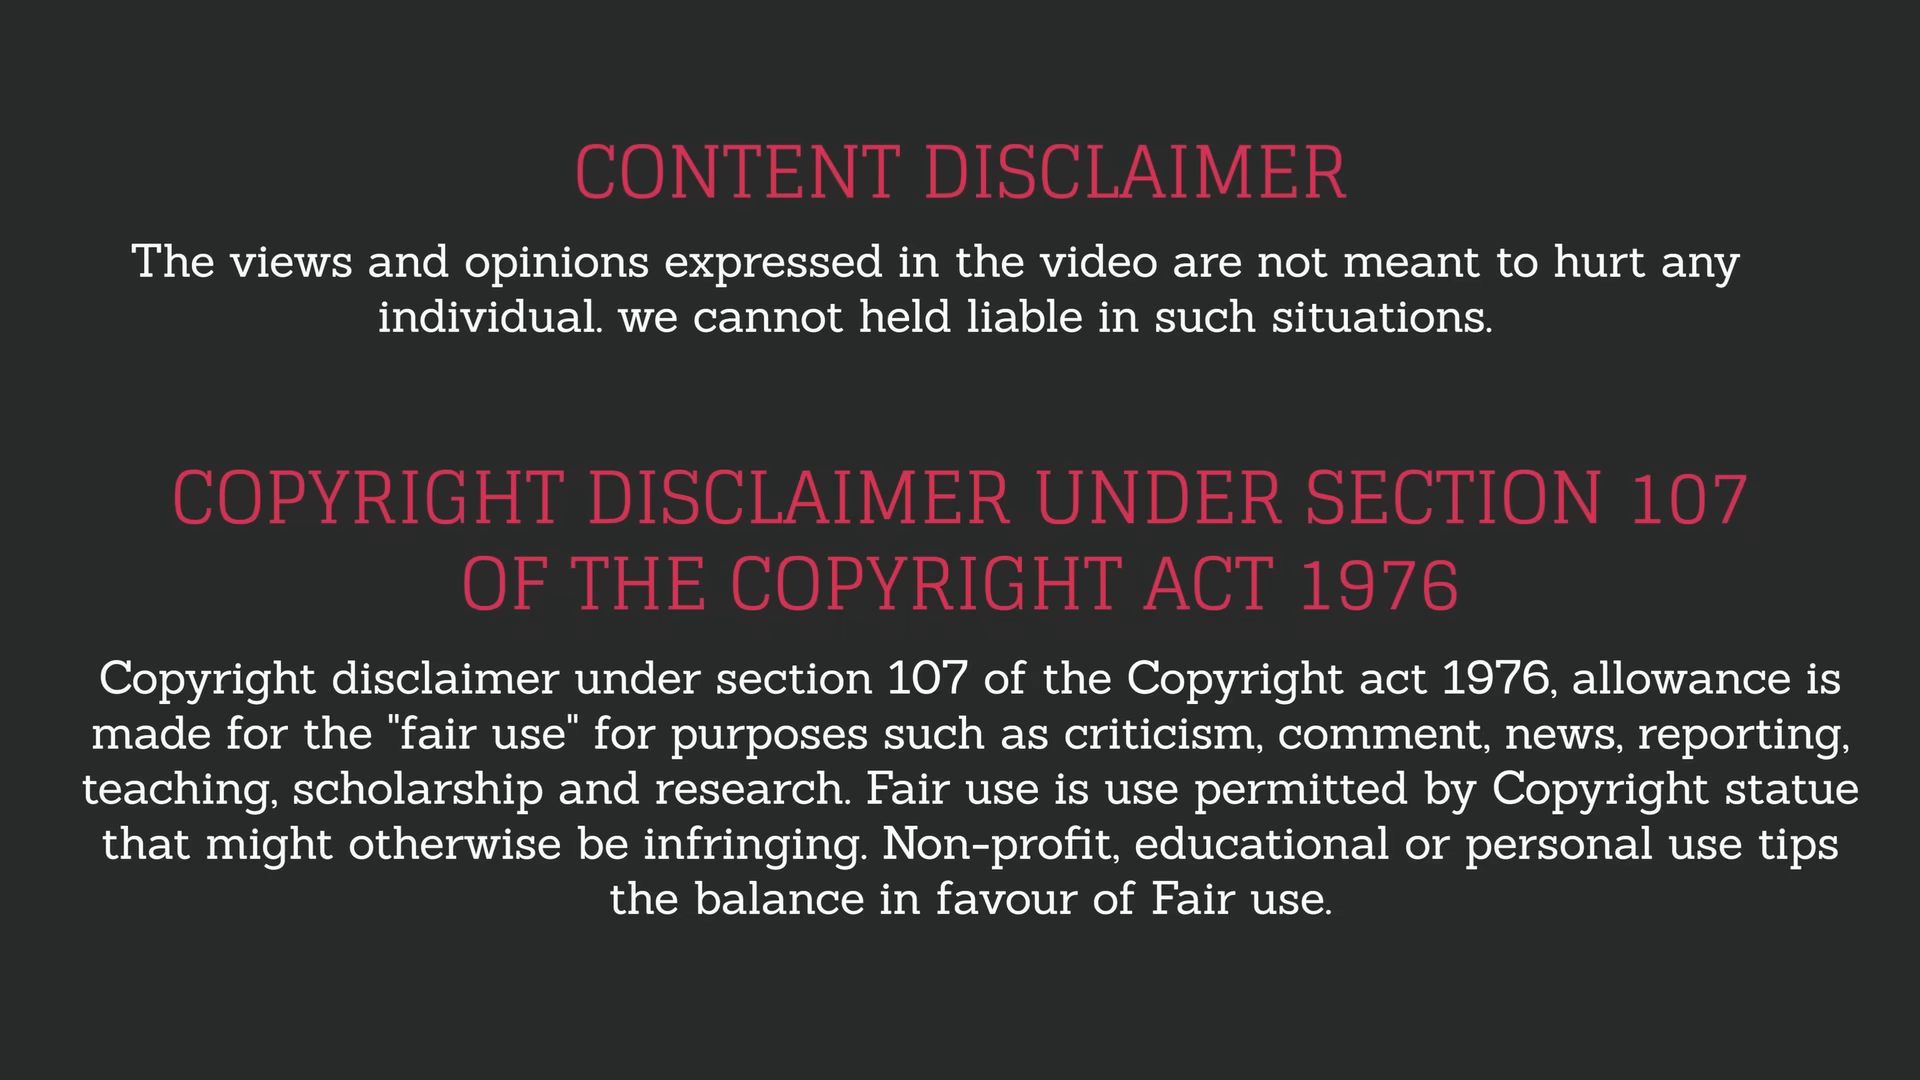 CONTENT DISCLAIMER
The views and opinions expressed in the video are not meant to hurt any
individual. we cannot held liable in such situations.
COPYRIGHT DISCLAIMER UNDER SECTION 107
OF THE COPYRIGHT ACT 1976
Copyright disclaimer under section 107 of the Copyright act 1976, allowance is
made for the "fair use" for purposes such as criticism, comment, news, reporting,
teaching, scholarship and research. Fair use is use permitted by Copyright statue
that might otherwise be infringing. Non-profit, educational or personal use tips
the balance in favour of Fair use.